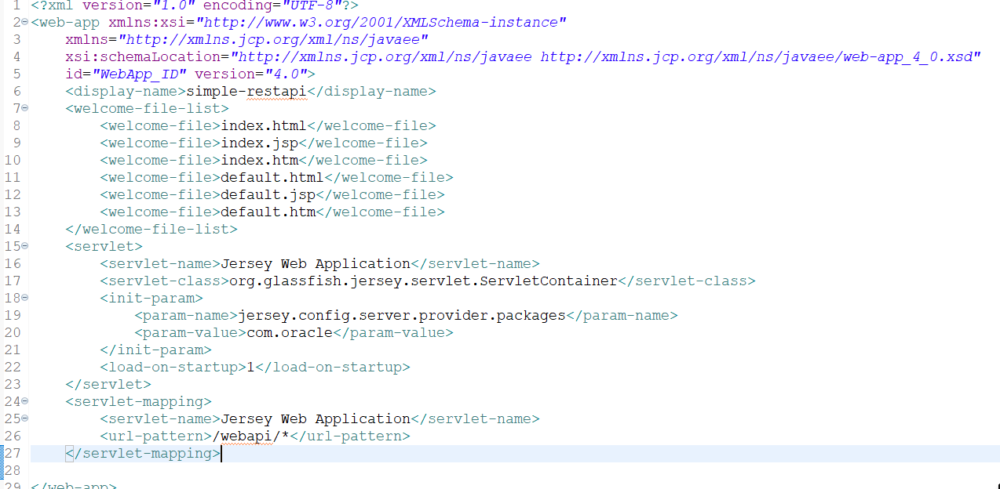 1 <?xml version="1.0" encoding="UTF-8"?>
2 <web-app xmlns:xsi="http://www.w3.org/2001/XMLSchema-instance"
3     xmlns="http://xmlns.jcp.org/xml/ns/javaee"
4     xsi:schemaLocation="http://xmlns.jcp.org/xml/ns/javaee http://xmlns.jcp.org/xml/ns/javaee/web-app_4_0.xsd"
5     id="WebApp_ID" version="4.0">
6     <display-name>simple-restapi</display-name>
7     <welcome-file-list>
8         <welcome-file>index.html</welcome-file>
9         <welcome-file>index.jsp</welcome-file>
10         <welcome-file>index.htm</welcome-file>
11         <welcome-file>default.html</welcome-file>
12         <welcome-file>default.jsp</welcome-file>
13         <welcome-file>default.htm</welcome-file>
14     </welcome-file-list>
15     <servlet>
16         <servlet-name>Jersey Web Application</servlet-name>
17         <servlet-class>org.glassfish.jersey.servlet.ServletContainer</servlet-class>
18         <init-param>
19             <param-name>jersey.config.server.provider.packages</param-name>
20             <param-value>com.oracle</param-value>
21         </init-param>
22         <load-on-startup>1</load-on-startup>
23     </servlet>
24     <servlet-mapping>
25         <servlet-name>Jersey Web Application</servlet-name>
26         <url-pattern>/webapi/*</url-pattern>
27     </servlet-mapping>
28
29 </web-app>